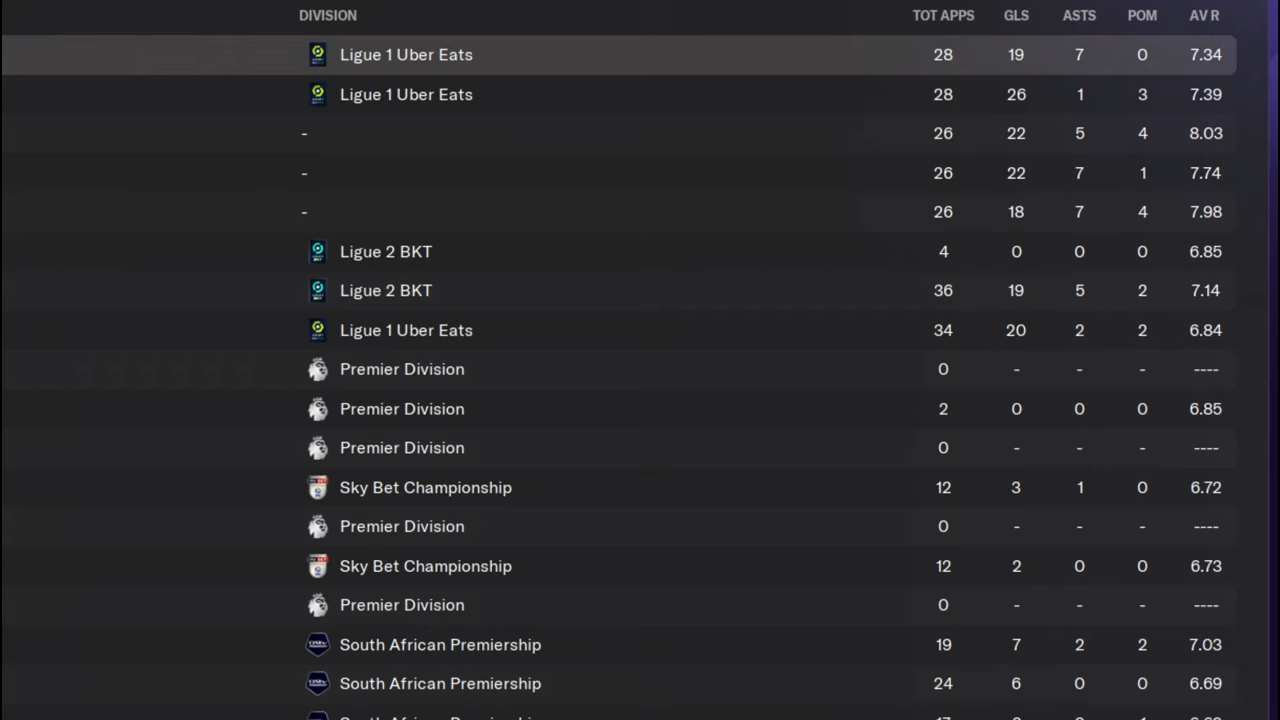 DIVISION TOT APPS GLS ASTS POM AV R
Ligue 1 Uber Eats 28 19 7 0 7.34
Ligue 1 Uber Eats 28 26 1 3 7.39
- 26 22 5 4 8.03
- 26 22 7 1 7.74
- 26 18 7 4 7.98
Ligue 2 BKT 4 0 0 0 6.85
Ligue 2 BKT 36 19 5 2 7.14
Ligue 1 Uber Eats 34 20 2 2 6.84
Premier Division 0 - - - ----
Premier Division 2 0 0 0 6.85
Premier Division 0 - - - ----
Sky Bet Championship 12 3 1 0 6.72
Premier Division 0 - - - ----
Sky Bet Championship 12 2 0 0 6.73
Premier Division 0 - - - ----
South African Premiership 19 7 2 2 7.03
South African Premiership 24 6 0 0 6.69